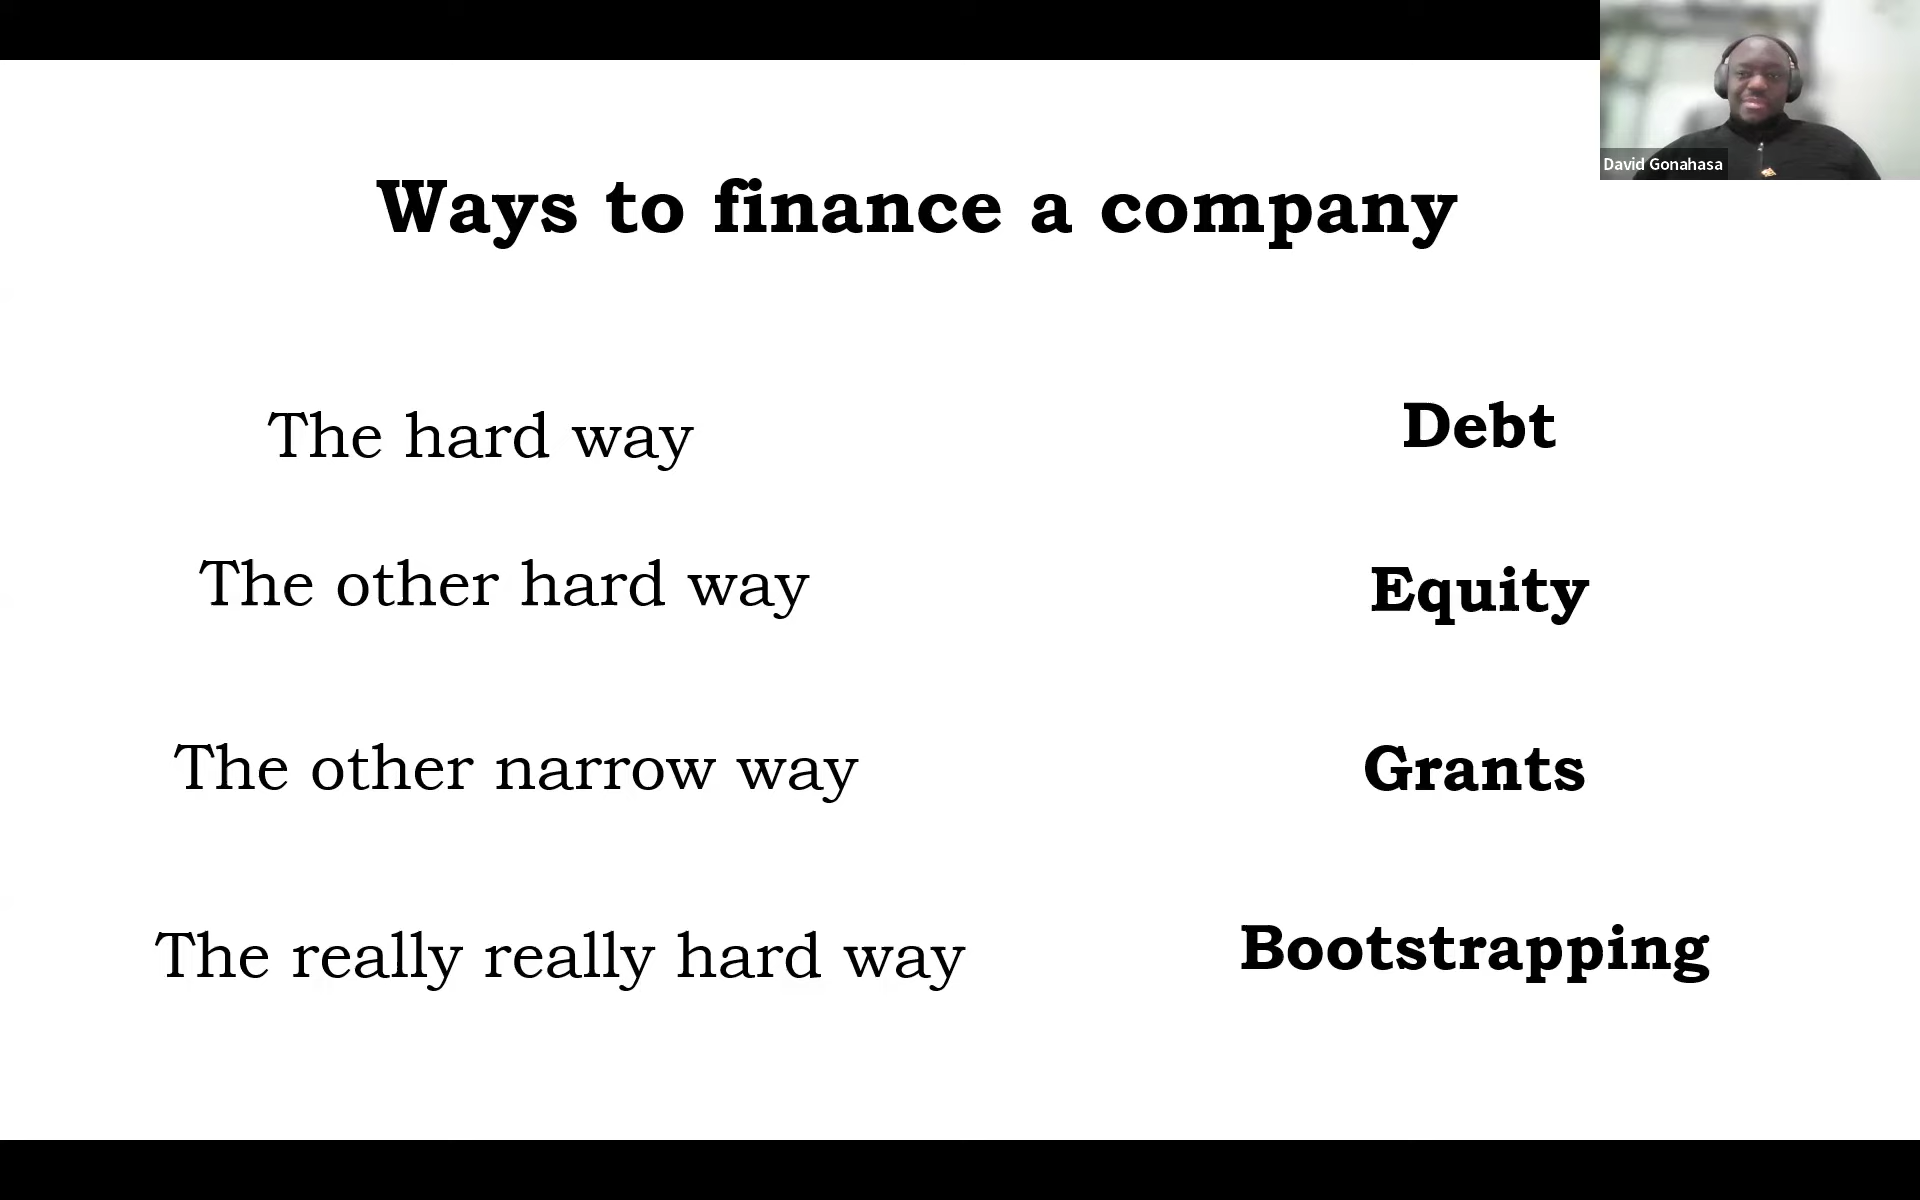 David Gonahasa
Ways to finance a company
The hard way
Debt
The other hard way
Equity
The other narrow way
Grants
The really really hard way
Bootstrapping